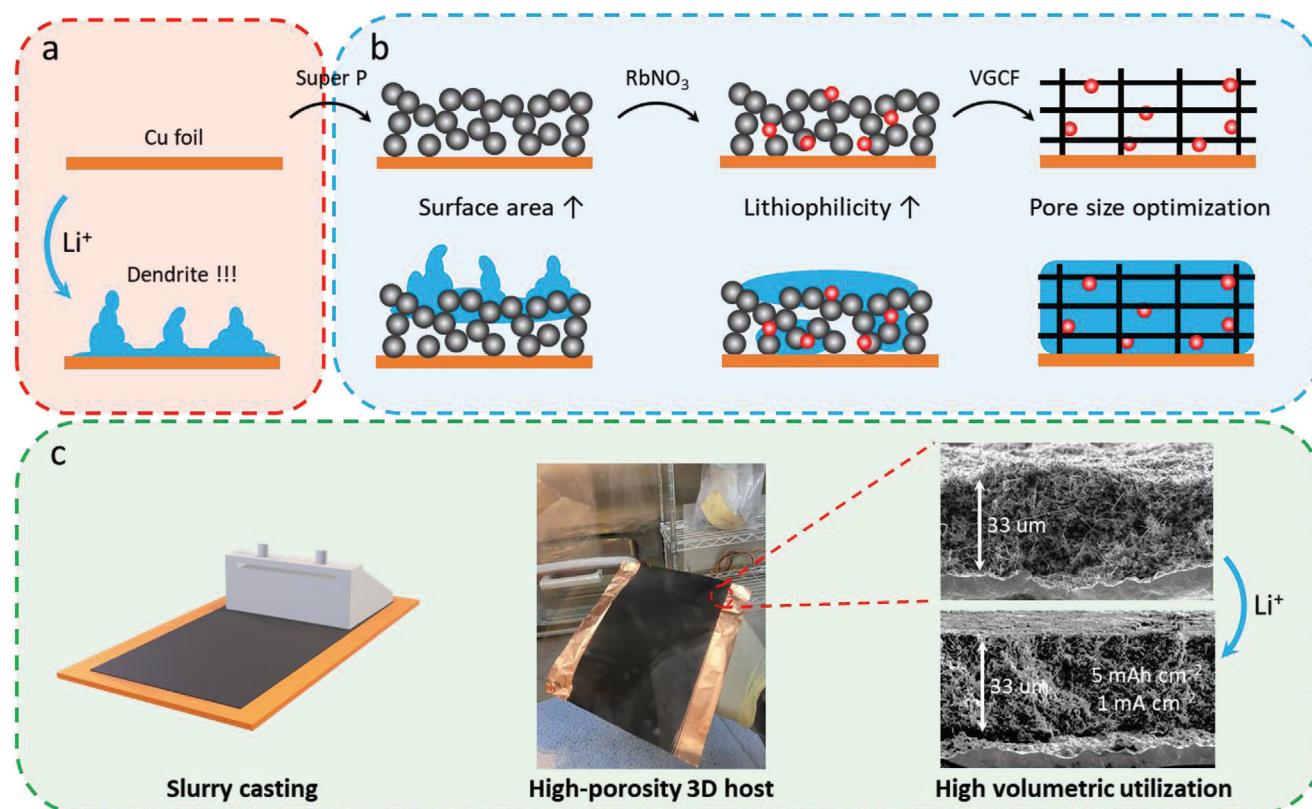 a
Cu foil
Li⁺
Dendrite !!!
b
Super P
RbNO₃
VGCF
Surface area ↑
Lithiophilicity ↑
Pore size optimization
c
33 um
Li⁺
33 um
5 mAh cm⁻²
1 mA cm⁻²
Slurry casting
High-porosity 3D host
High volumetric utilization